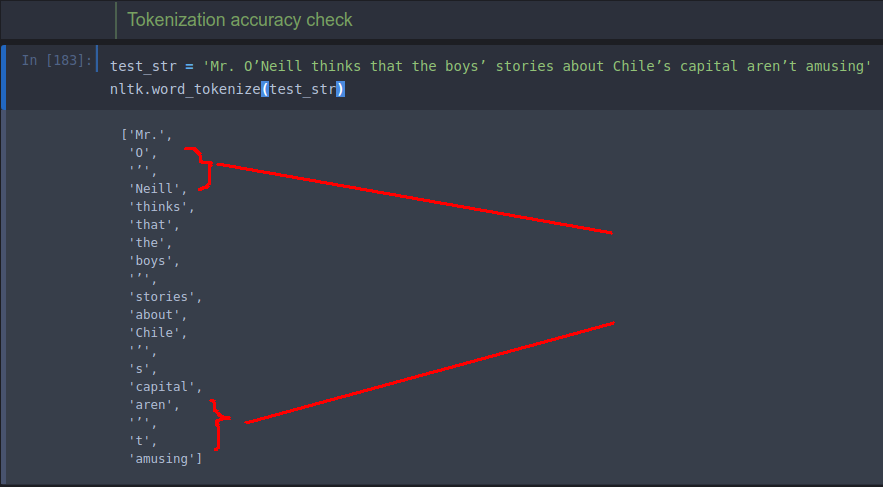 Tokenization accuracy check
In [183]:
test_str = 'Mr. O’Neill thinks that the boys’ stories about Chile’s capital aren’t amusing'
nltk.word_tokenize(test_str)
['Mr.',
'O',
'’',
'Neill',
'thinks',
'that',
'the',
'boys',
'’',
'stories',
'about',
'Chile',
'’',
's',
'capital',
'aren',
'’',
't',
'amusing']